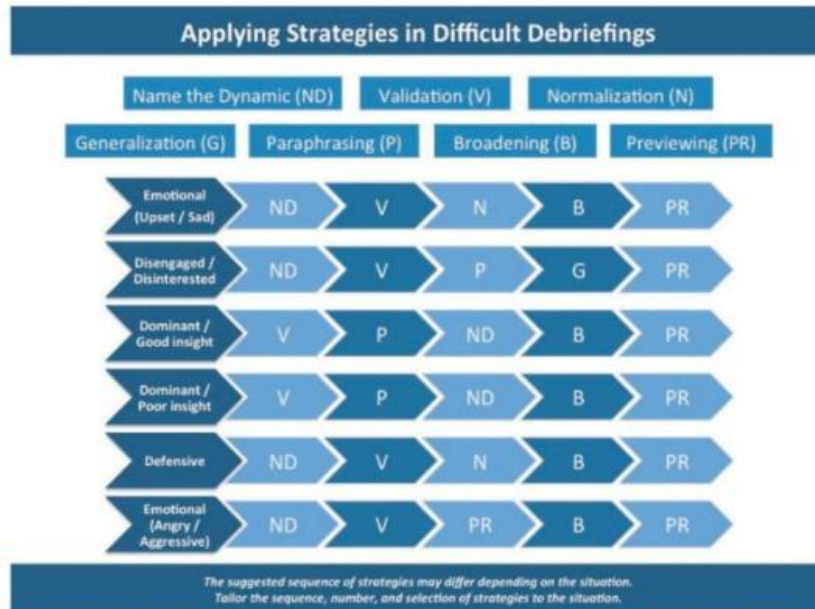 Applying Strategies in Difficult Debriefings
Name the Dynamic (ND) Validation (V) Normalization (N)
Generalization (G) Paraphrasing (P) Broadening (B) Previewing (PR)
Emotional
(Upset / Sad)
ND V N B PR
Disengaged /
Disinterested
ND V P G PR
Dominant /
Good insight
V P ND B PR
Dominant /
Poor insight
V P ND B PR
Defensive
ND V N B PR
Emotional
(Angry /
Aggressive)
ND V PR B PR
The suggested sequence of strategies may differ depending on the situation.
Tailor the sequence, number, and selection of strategies to the situation.